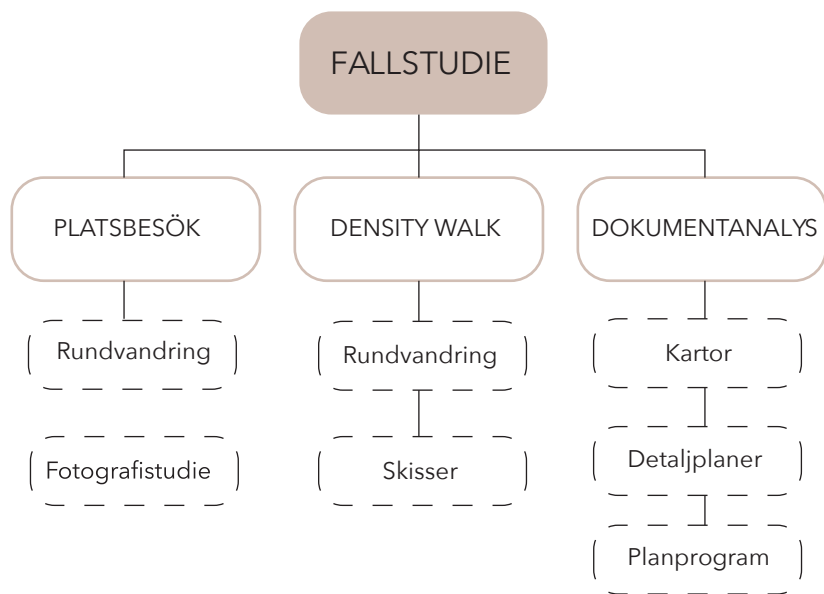 FALLSTUDIE
PLATSBESÖK
DENSITY WALK
DOKUMENTANALYS
Rundvandring
Rundvandring
Kartor
Fotografistudie
Skisser
Detaljplaner
Planprogram